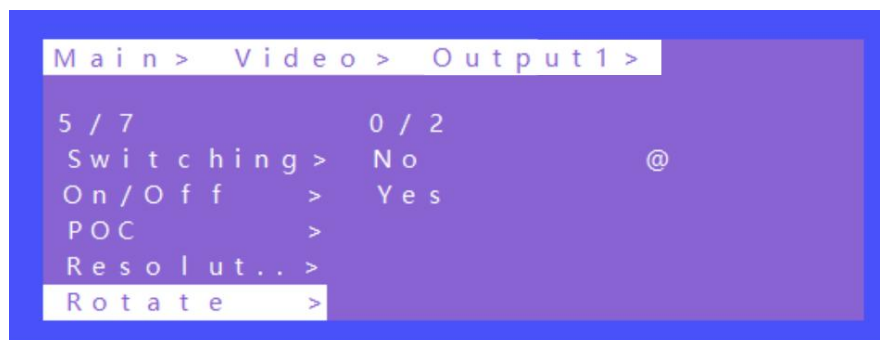 Main> Video> Output1>
5/7 0/2
Switching> No @
On/Off > Yes
POC >
Resolut..>
Rotate >